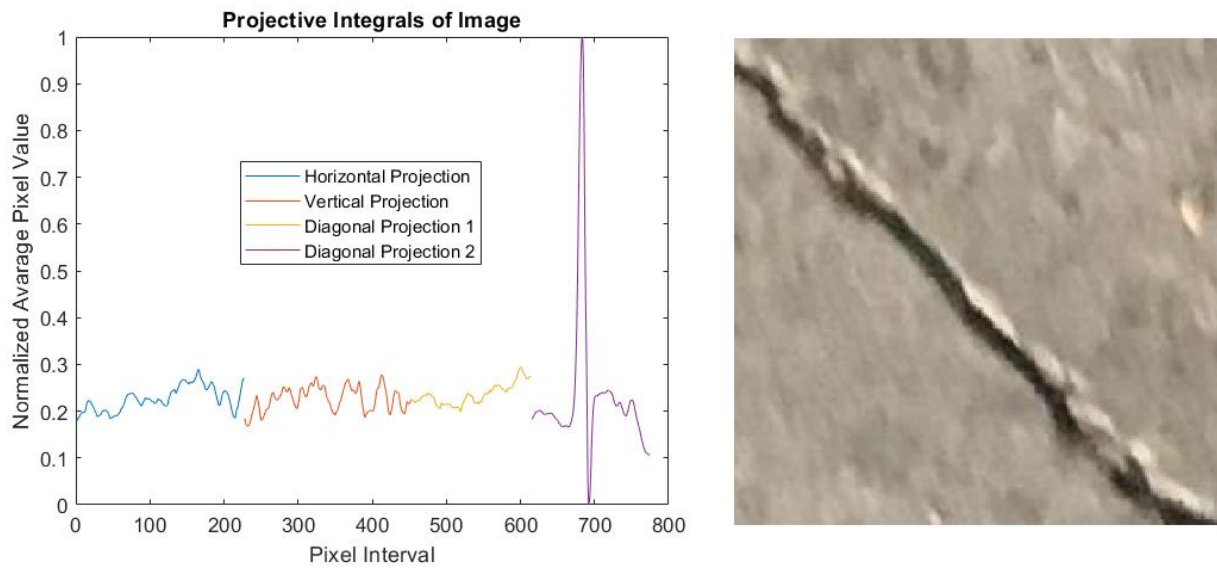 Projective Integrals of Image
Normalized Avarage Pixel Value
1
0.9
0.8
0.7
0.6
0.5
0.4
0.3
0.2
0.1
0
Horizontal Projection
Vertical Projection
Diagonal Projection 1
Diagonal Projection 2
0 100 200 300 400 500 600 700 800
Pixel Interval